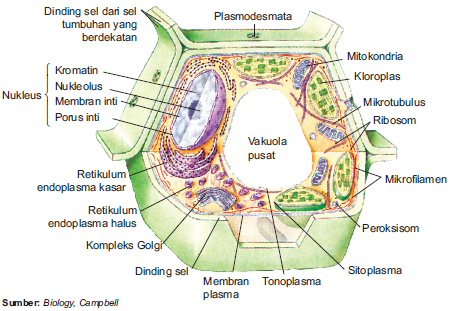 Dinding sel dari sel
tumbuhan yang
berdekatan
Plasmodesmata
Nukleus
Kromatin
Nukleolus
Membran inti
Porus inti
Mitokondria
Kloroplas
Mikrotubulus
Ribosom
Vakuola
pusat
Retikulum
endoplasma kasar
Mikrofilamen
Retikulum
endoplasma halus
Peroksisom
Kompleks Golgi
Dinding sel
Membran
plasma
Tonoplasma
Sitoplasma
Sumber: Biology, Campbell